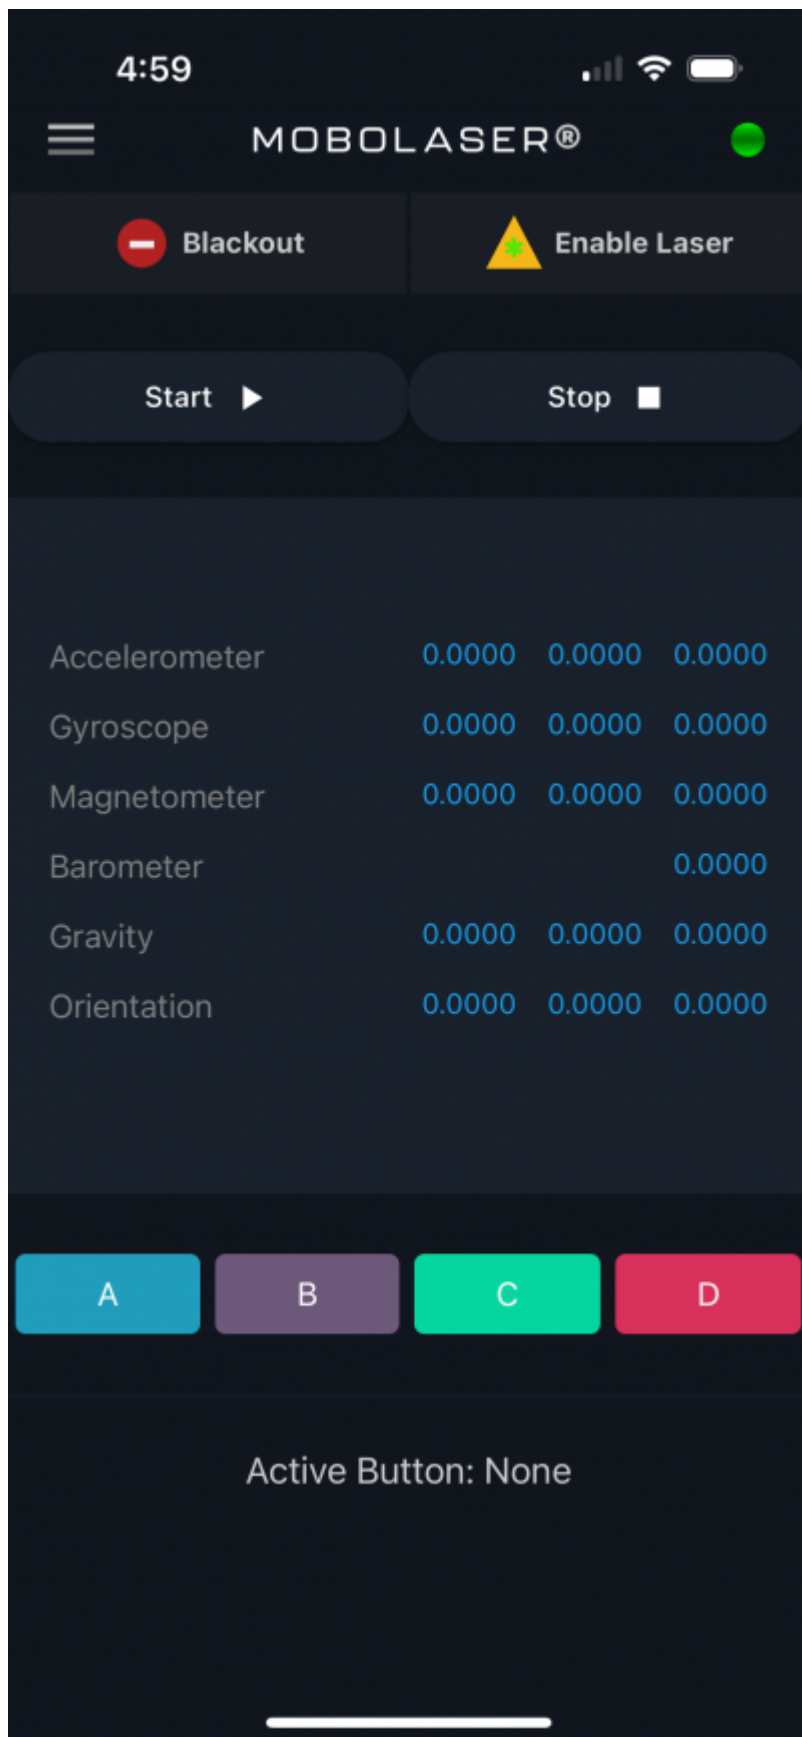 4:59
MOBOLASER®
Blackout
Enable Laser
Start
Stop
Accelerometer 0.0000 0.0000 0.0000
Gyroscope 0.0000 0.0000 0.0000
Magnetometer 0.0000 0.0000 0.0000
Barometer 0.0000
Gravity 0.0000 0.0000 0.0000
Orientation 0.0000 0.0000 0.0000
A B C D
Active Button: None